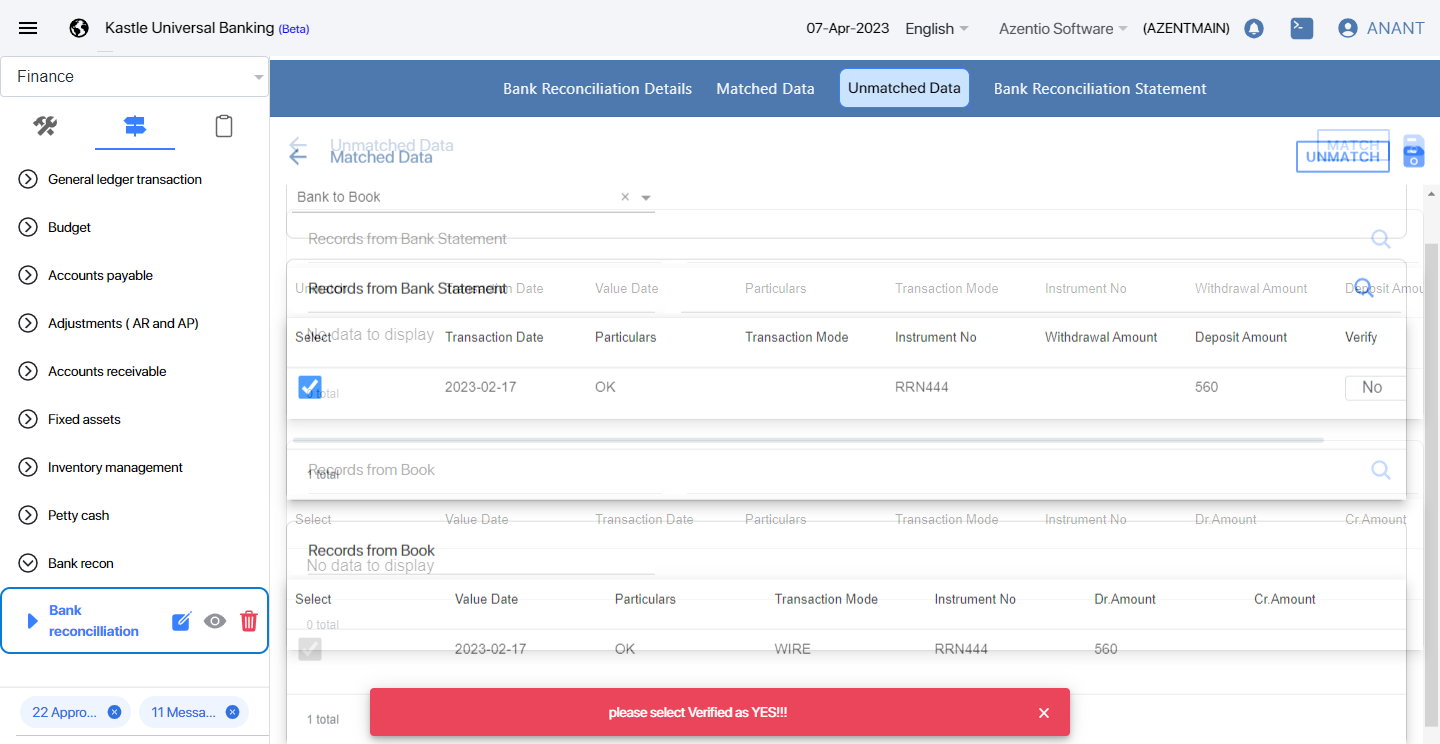 Kastle Universal Banking (Beta)
07-Apr-2023
English
Azentio Software
(AZENTMAIN)
ANANT
Finance
Bank Reconciliation Details
Matched Data
Unmatched Data
Bank Reconciliation Statement
General ledger transaction
Budget
Accounts payable
Adjustments ( AR and AP)
Accounts receivable
Fixed assets
Inventory management
Petty cash
Bank recon
Bank
reconcilliation
22 Appro...
11 Messa...
Unmatched Data
Matched Data
MATCH
UNMATCH
Bank to Book
Records from Bank Statement
Records from Bank Statement
Transaction Date Value Date Particulars Transaction Mode Instrument No Withdrawal Amount Deposit Amou
No data to display
Select Transaction Date Particulars Transaction Mode Instrument No Withdrawal Amount Deposit Amount Verify
2023-02-17 OK RRN444 560 No
0 total
Records from Book
1 total
Select Value Date Transaction Date Particulars Transaction Mode Instrument No Dr.Amount Cr.Amount
Records from Book
No data to display
Select Value Date Particulars Transaction Mode Instrument No Dr.Amount Cr.Amount
0 total
2023-02-17 OK WIRE RRN444 560
1 total
please select Verified as YES!!!